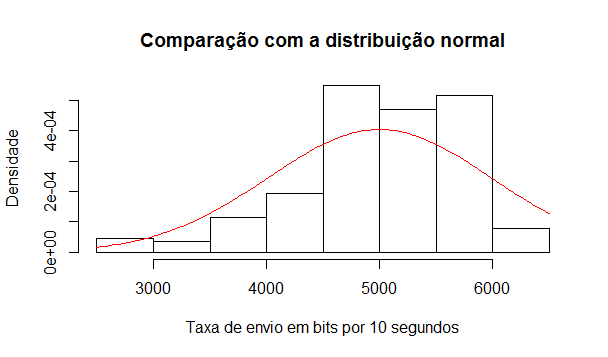 Comparação com a distribuição normal
Densidade
4e-04
2e-04
0e+00
3000 4000 5000 6000
Taxa de envio em bits por 10 segundos